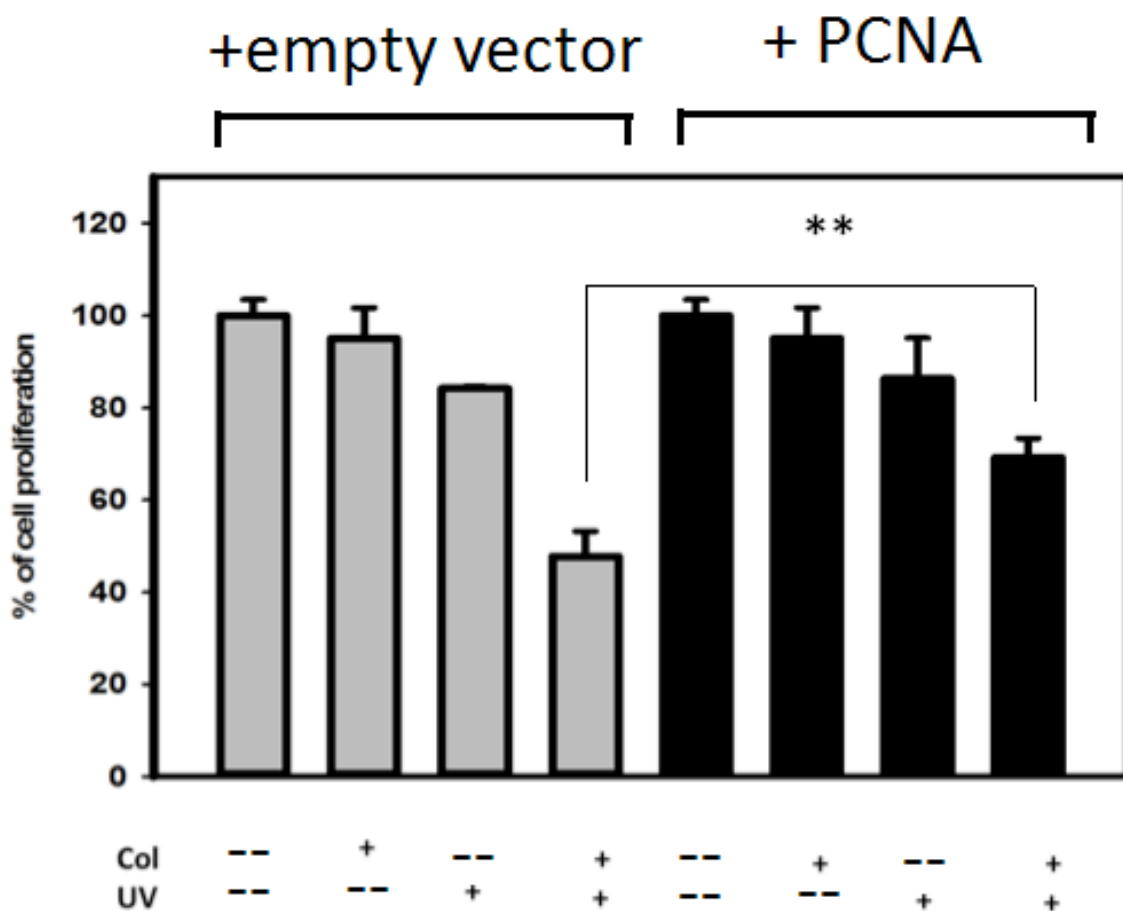 +empty vector
+ PCNA
**
120
100
80
60
40
20
0
% of cell proliferation
Col -- + -- + -- + -- +
UV -- -- + + -- -- + +